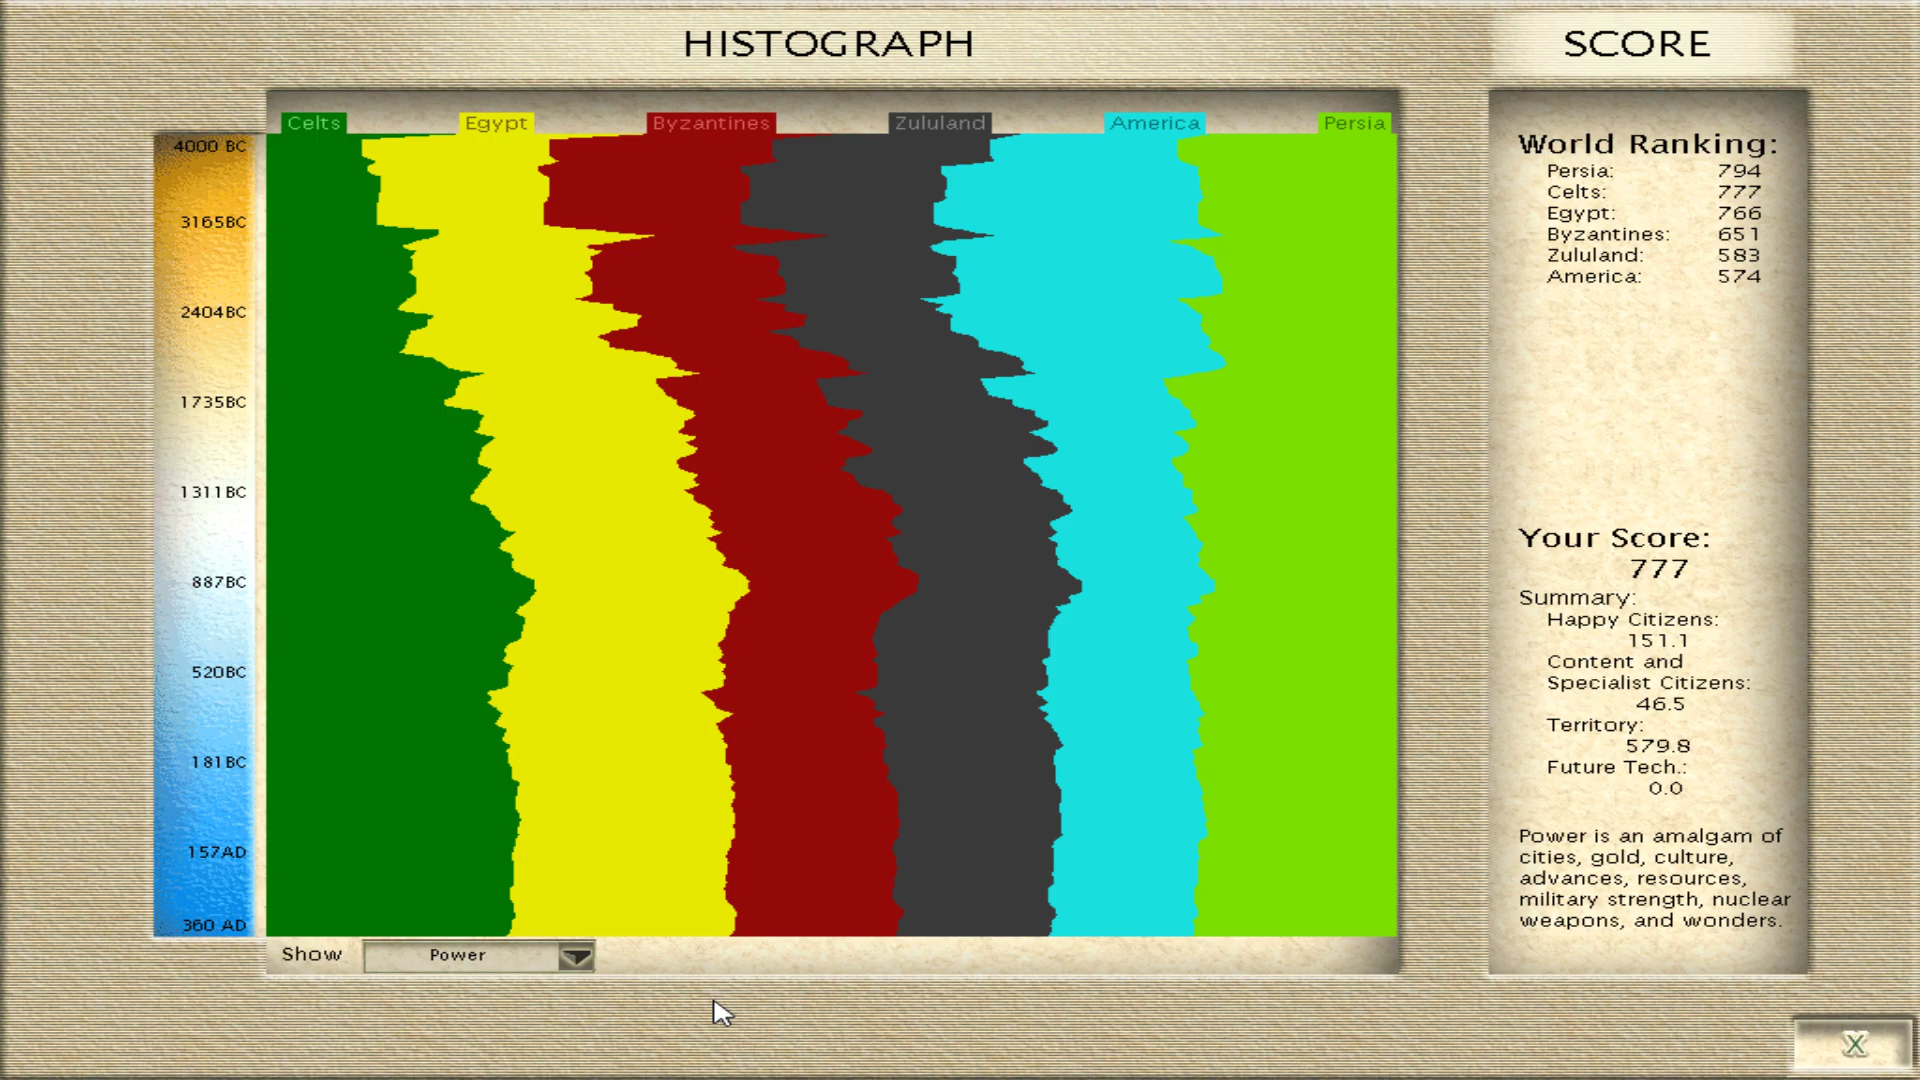 HISTOGRAPH
SCORE
Celts Egypt Byzantines Zululand America Persia
4000 BC
3165BC
2404BC
1735BC
1311BC
887BC
520BC
181BC
157AD
360 AD
Show Power
World Ranking:
Persia: 794
Celts: 777
Egypt: 766
Byzantines: 651
Zululand: 583
America: 574
Your Score:
777
Summary:
Happy Citizens:
151.1
Content and
Specialist Citizens:
46.5
Territory:
579.8
Future Tech.:
0.0
Power is an amalgam of
cities, gold, culture,
advances, resources,
military strength, nuclear
weapons, and wonders.
X